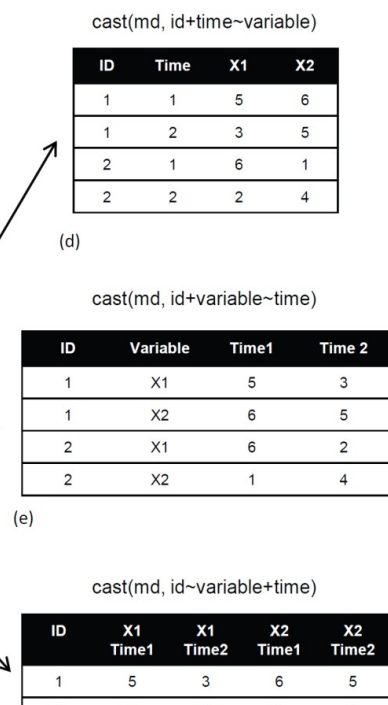 cast(md, id+time~variable)
ID Time X1 X2
1 1 5 6
1 2 3 5
2 1 6 1
2 2 2 4
(d)
cast(md, id+variable~time)
ID Variable Time1 Time 2
1 X1 5 3
1 X2 6 5
2 X1 6 2
2 X2 1 4
(e)
cast(md, id~variable+time)
ID X1 X1 X2 X2
Time1 Time2 Time1 Time2
1 5 3 6 5